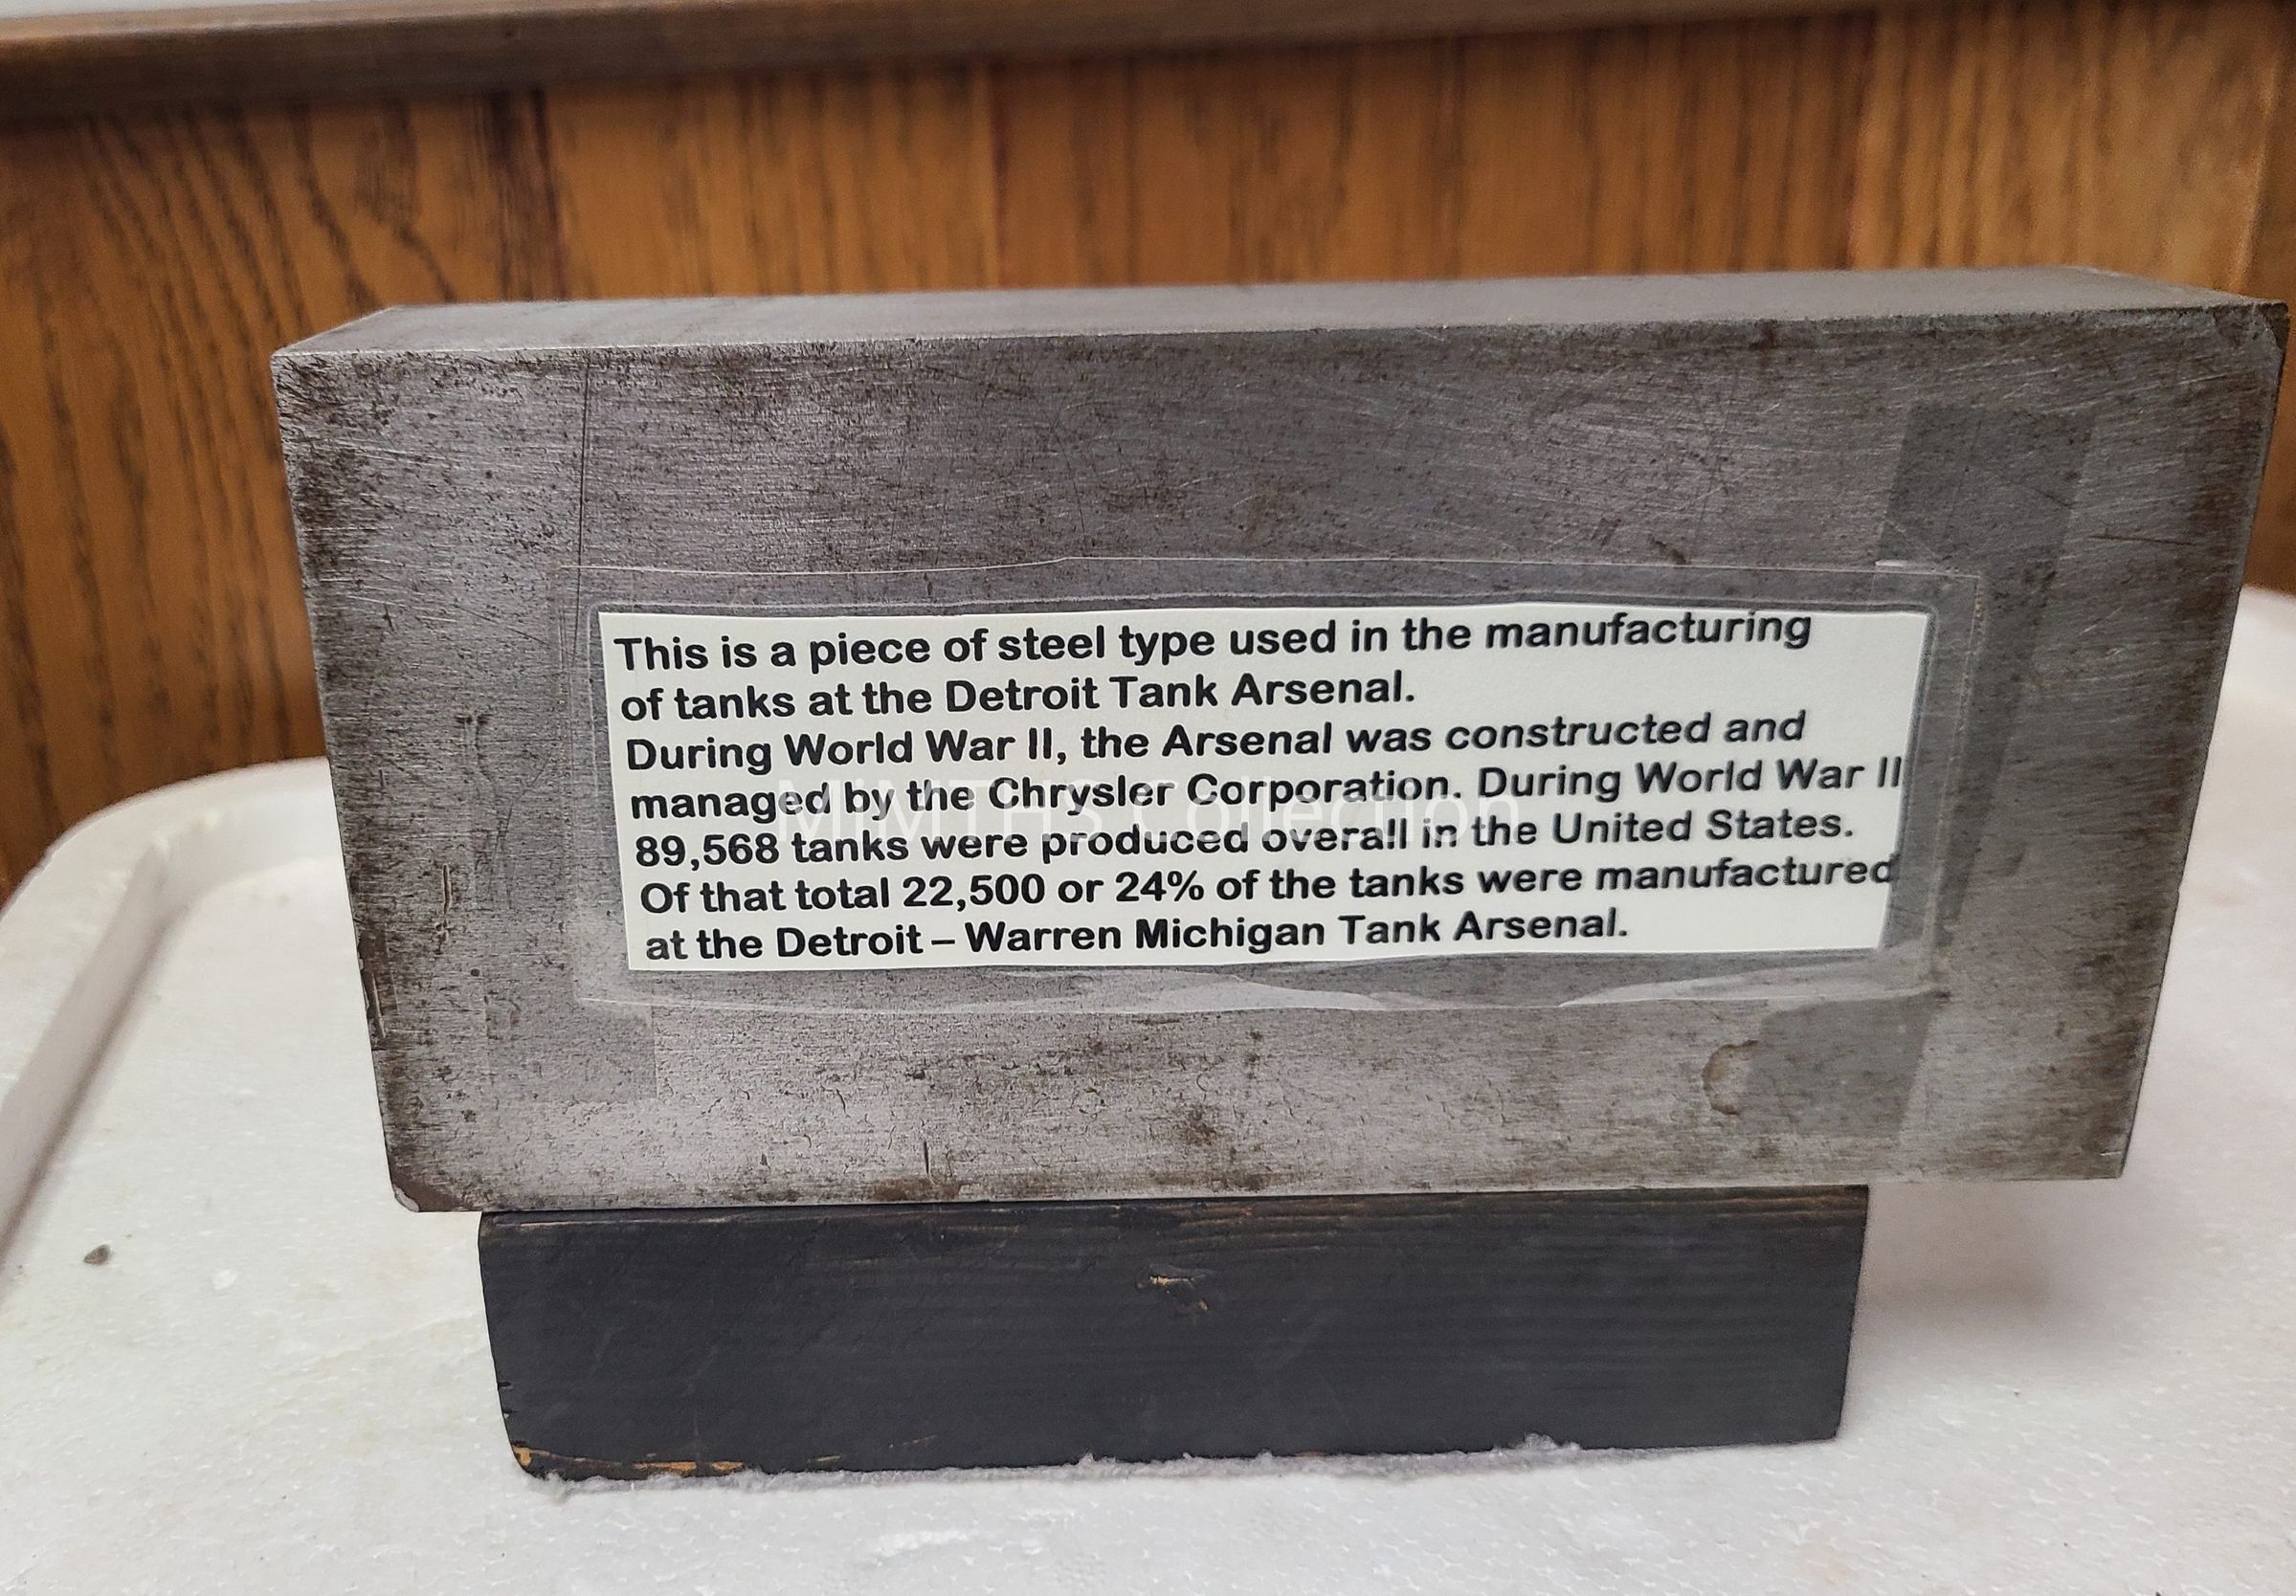 This is a piece of steel type used in the manufacturing
of tanks at the Detroit Tank Arsenal.
During World War II, the Arsenal was constructed and
managed by the Chrysler Corporation. During World War II
89,568 tanks were produced overall in the United States.
Of that total 22,500 or 24% of the tanks were manufactured
at the Detroit – Warren Michigan Tank Arsenal.
MiMTHS Collection